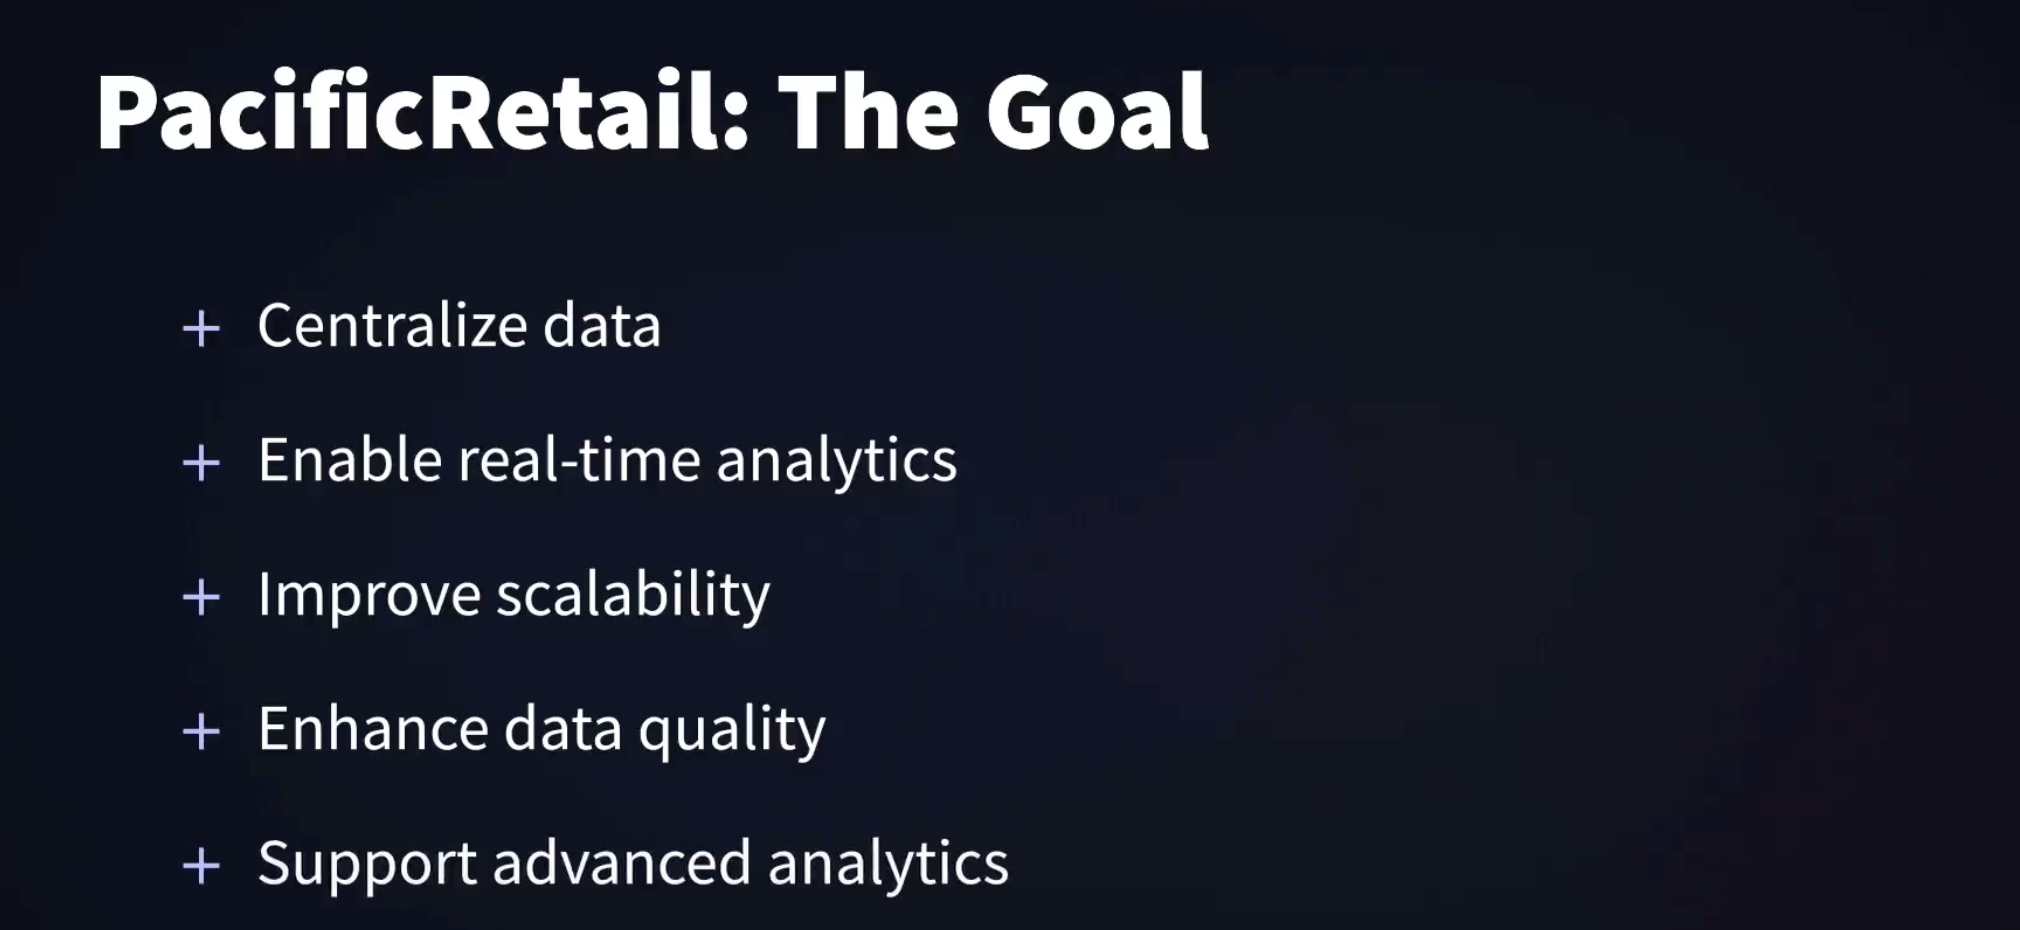 PacificRetail: The Goal
+ Centralize data
+ Enable real-time analytics
+ Improve scalability
+ Enhance data quality
+ Support advanced analytics